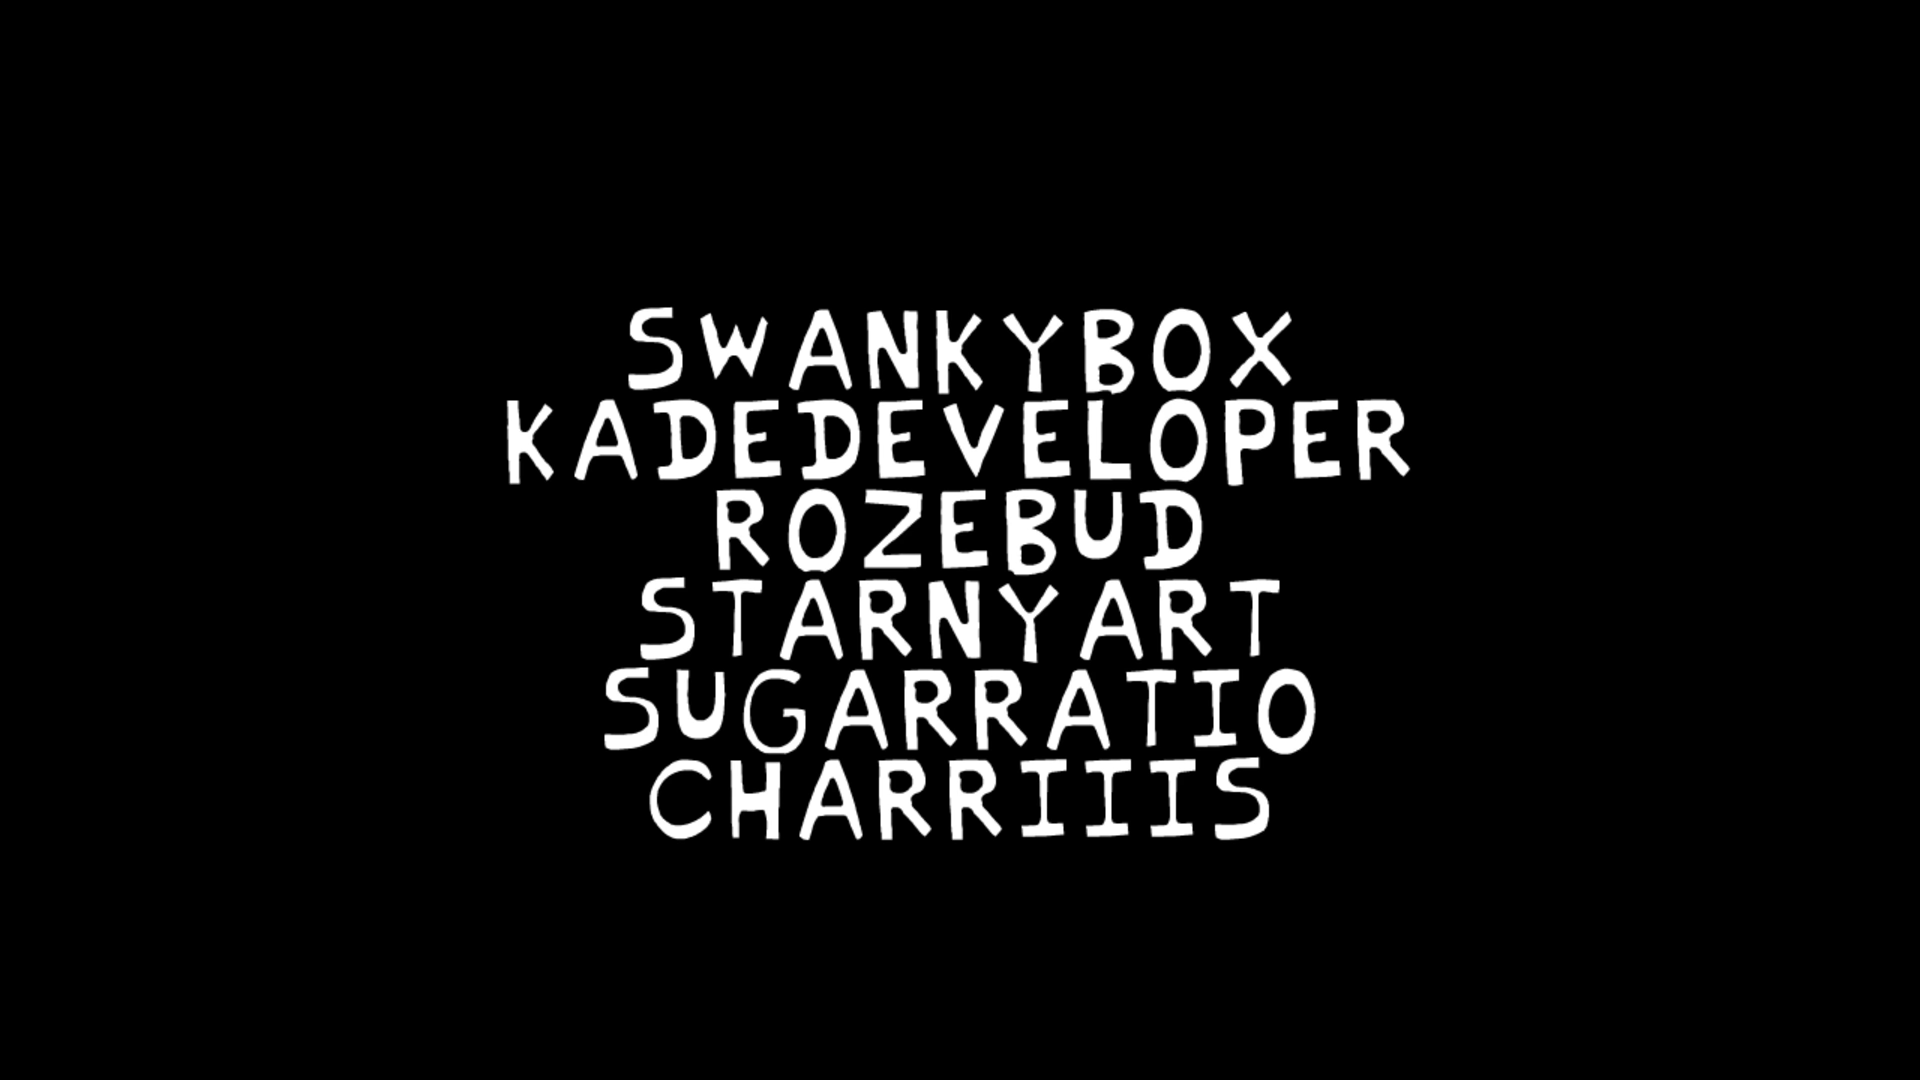 SWANKYBOX
KADEDEVELOPER
ROZEBUD
STARNYART
SUGARRATIO
CHARRIIIS